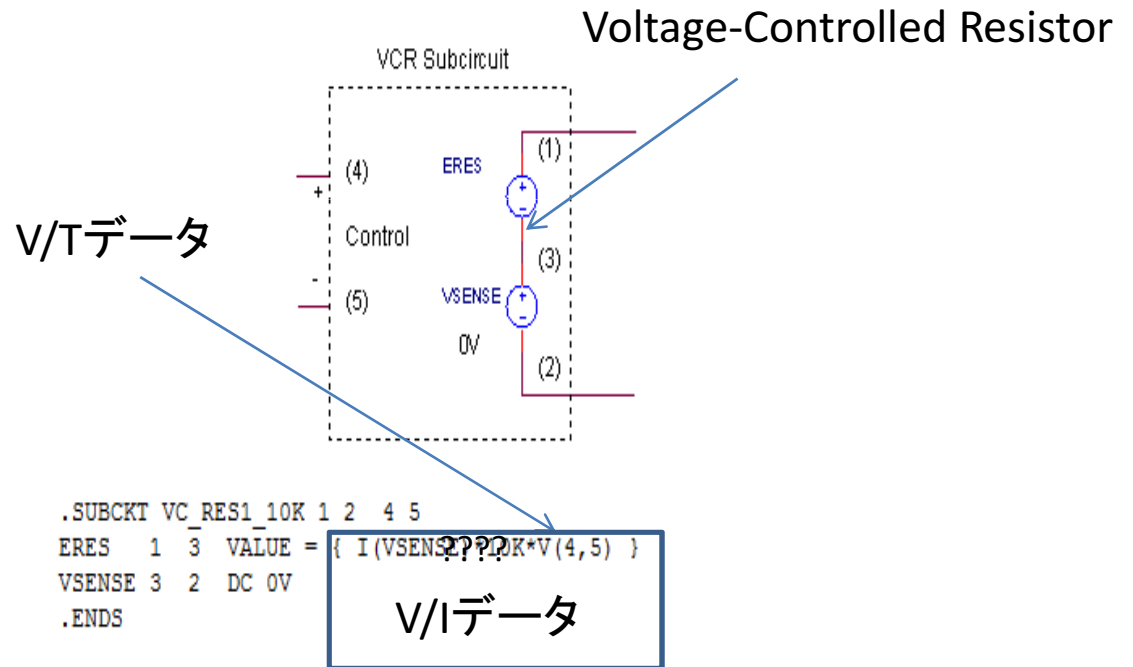 Voltage-Controlled Resistor
VCR Subcircuit
(1)
(4)
ERES
+
+
-
V/Tデータ
Control
(3)
-
(5)
VSENSE
+
-
0V
(2)
.SUBCKT VC_RES1_10K 1 2 4 5
ERES 1 3 VALUE = { I(VSENSE)*10K*V(4,5) }
????
VSENSE 3 2 DC 0V
.ENDS
V/Iデータ